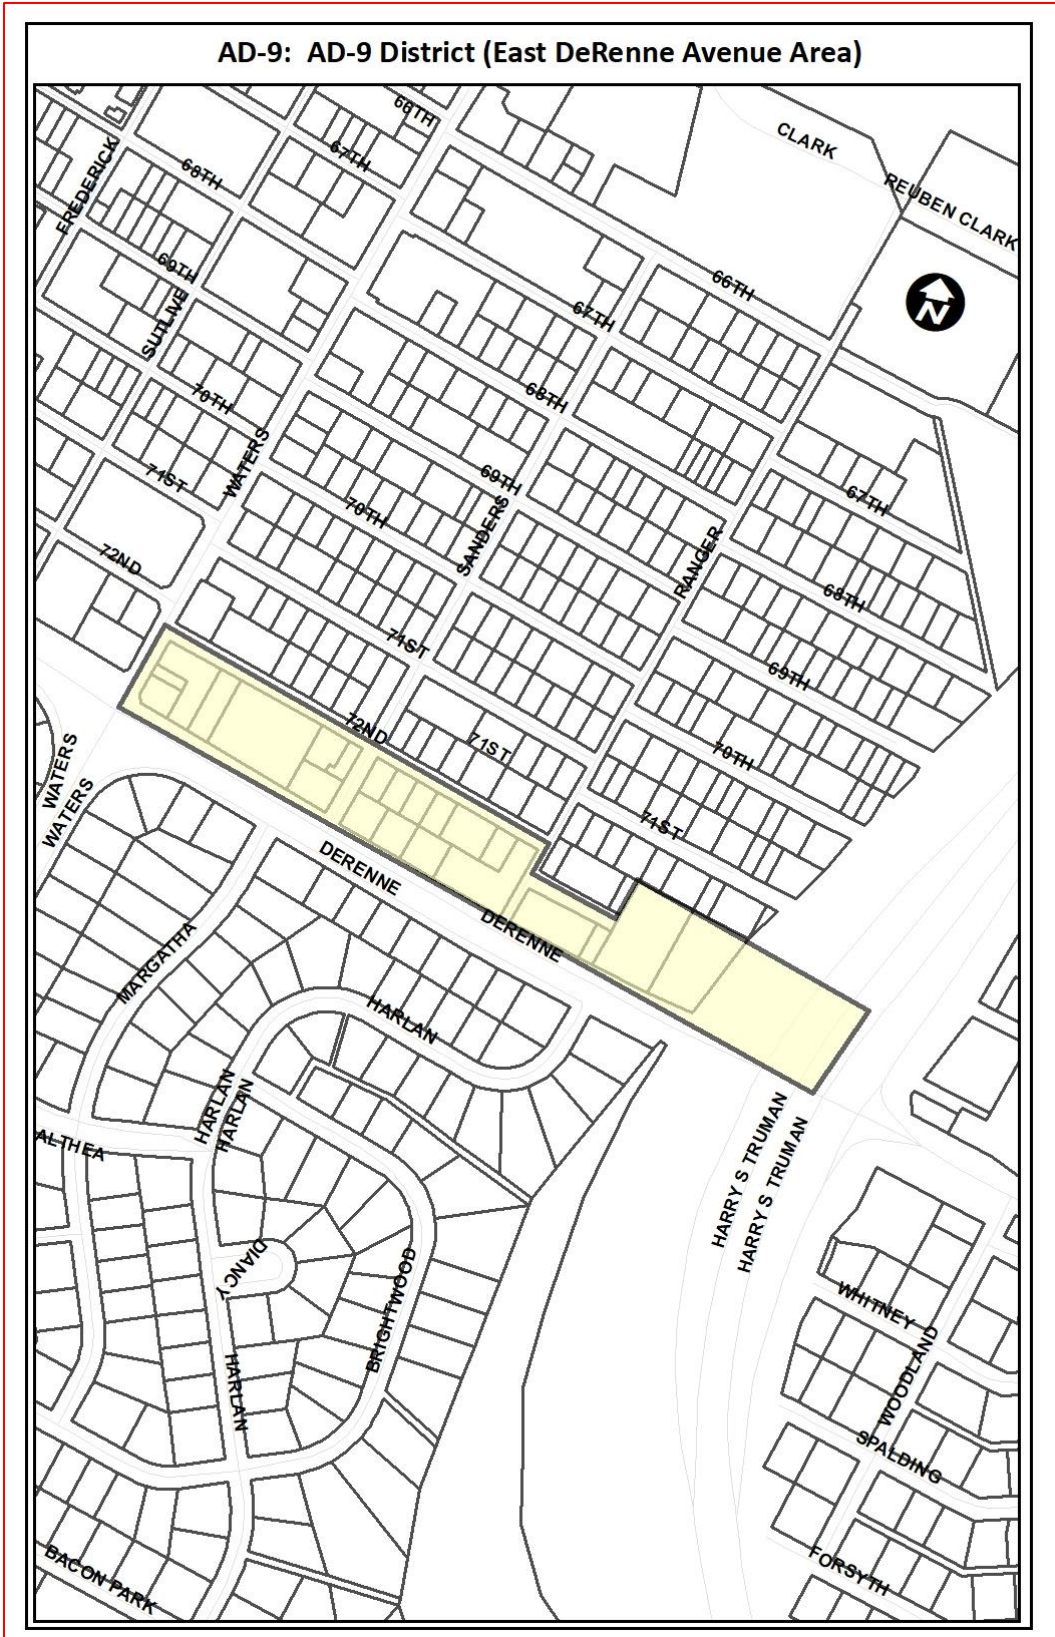 AD-9: AD-9 District (East DeRenne Avenue Area)
66TH
CLARK
FREDERICK
67TH
68TH
REUBEN CLARK
69TH
66TH
N
SUTLIVE
67TH
70TH
68TH
WATERS
71ST
69TH
67TH
70TH
SANDERS
72ND
RANGER
68TH
71ST
69TH
72ND
71ST
70TH
WATERS
WATERS
71ST
DERENNE
DERENNE
MARGATHA
HARLAN
HARLAN
HARLAN
ALTHEA
HARRY S TRUMAN
HARRY S TRUMAN
DIANCY
BRIGHTWOOD
WHITNEY
HARLAN
WOODLAND
SPALDING
BACON PARK
FORSYTH